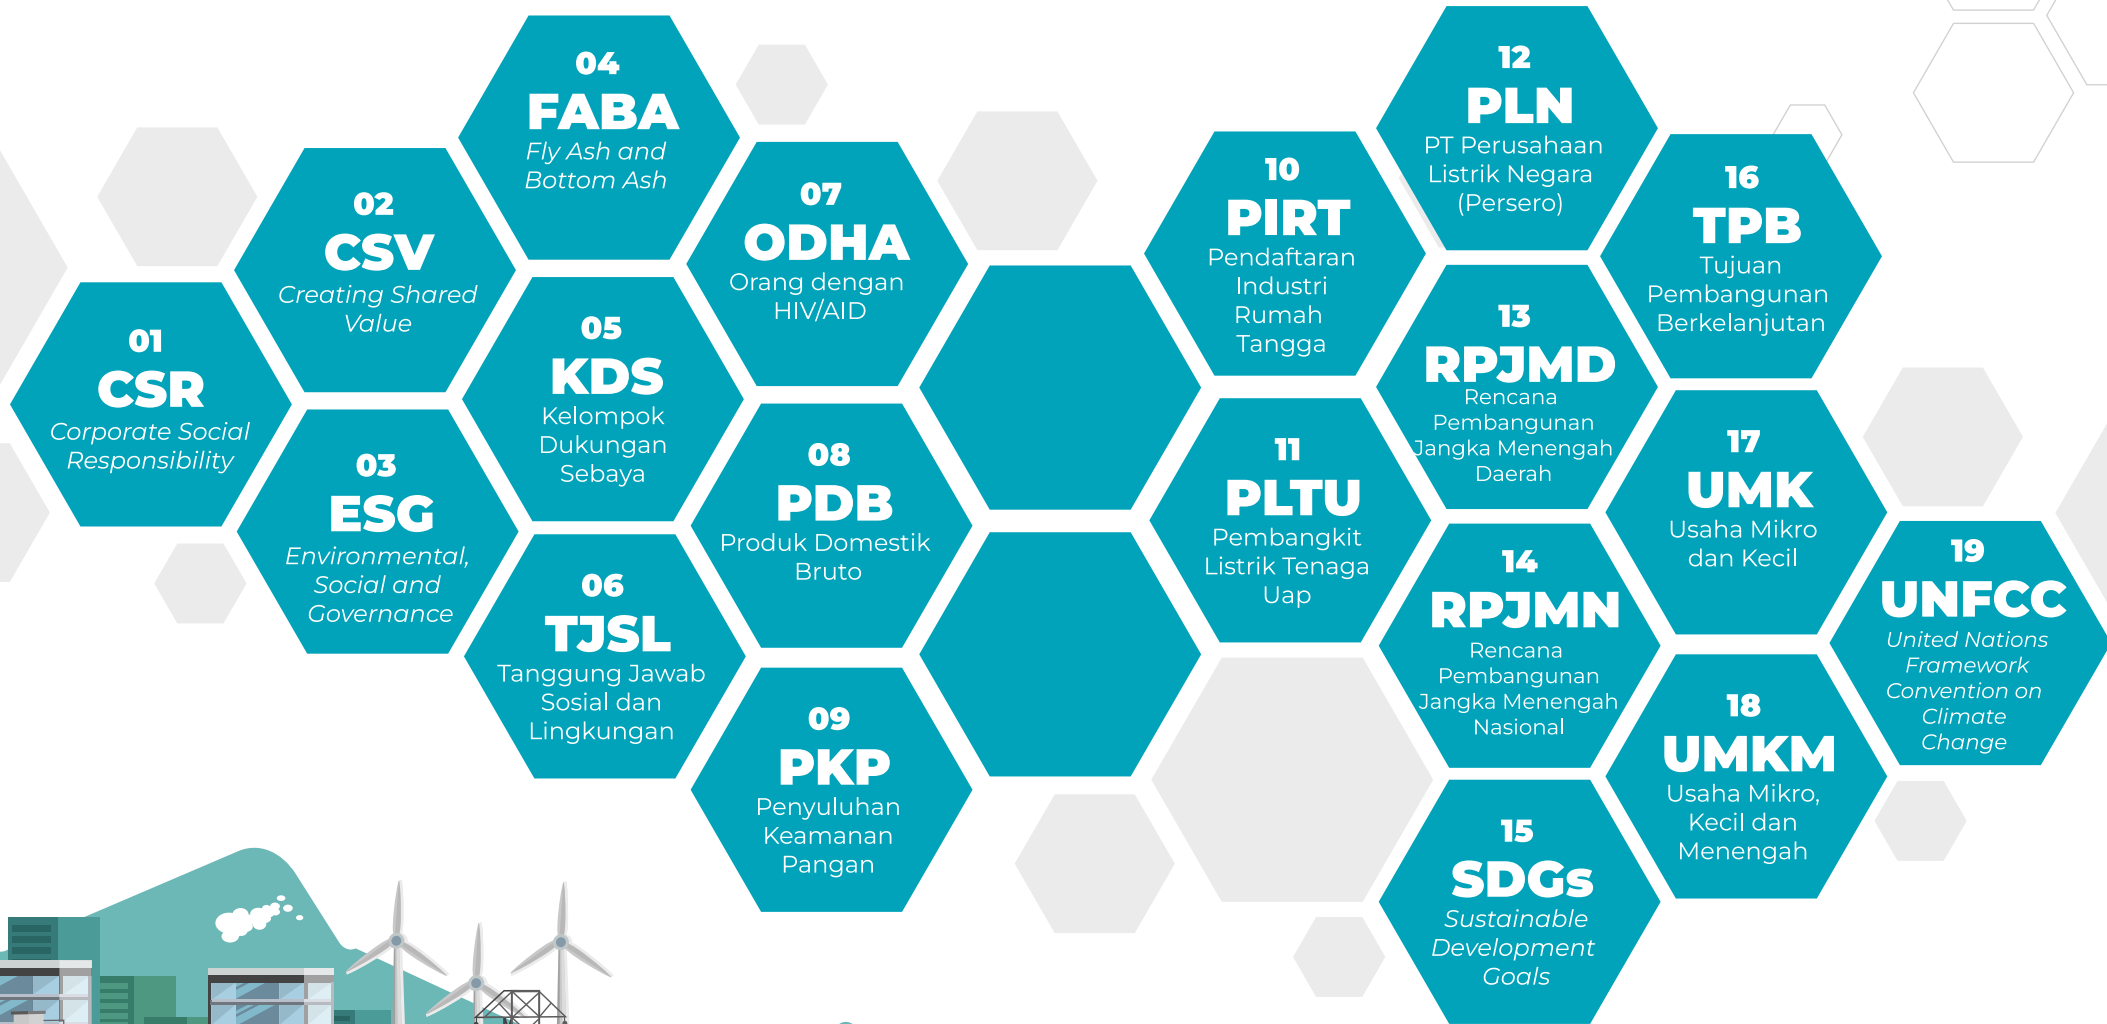 01
CSR
Corporate Social
Responsibility
02
CSV
Creating Shared
Value
03
ESG
Environmental,
Social and
Governance
04
FABA
Fly Ash and
Bottom Ash
05
KDS
Kelompok
Dukungan
Sebaya
06
TJSL
Tanggung Jawab
Sosial dan
Lingkungan
07
ODHA
Orang dengan
HIV/AID
08
PDB
Produk Domestik
Bruto
09
PKP
Penyuluhan
Keamanan
Pangan
10
PIRT
Pendaftaran
Industri
Rumah
Tangga
11
PLTU
Pembangkit
Listrik Tenaga
Uap
12
PLN
PT Perusahaan
Listrik Negara
(Persero)
13
RPJMD
Rencana
Pembangunan
Jangka Menengah
Daerah
14
RPJMN
Rencana
Pembangunan
Jangka Menengah
Nasional
15
SDGs
Sustainable
Development
Goals
16
TPB
Tujuan
Pembangunan
Berkelanjutan
17
UMK
Usaha Mikro
dan Kecil
18
UMKM
Usaha Mikro,
Kecil dan
Menengah
19
UNFCC
United Nations
Framework
Convention on
Climate
Change